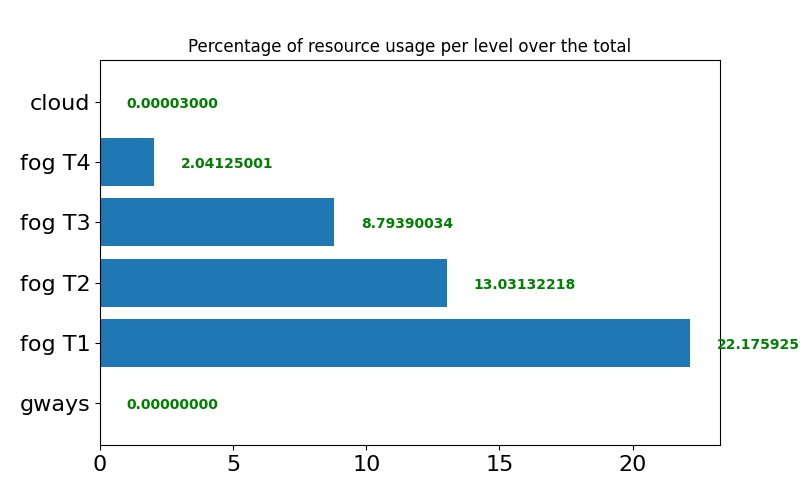 Percentage of resource usage per level over the total
cloud 0.00003000
fog T4 2.04125001
fog T3 8.79390034
fog T2 13.03132218
fog T1 22.175925
gways 0.00000000
0 5 10 15 20